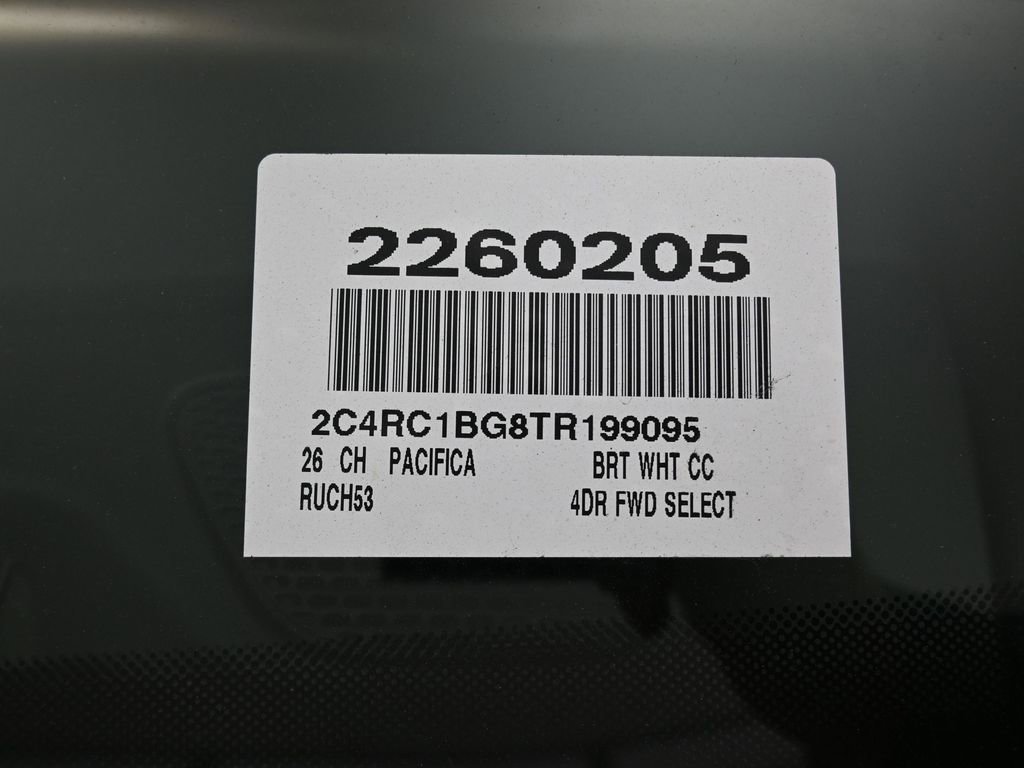 2260205
2C4RC1BG8TR199095
26 CH PACIFICA BRT WHT CC
RUCH53 4DR FWD SELECT